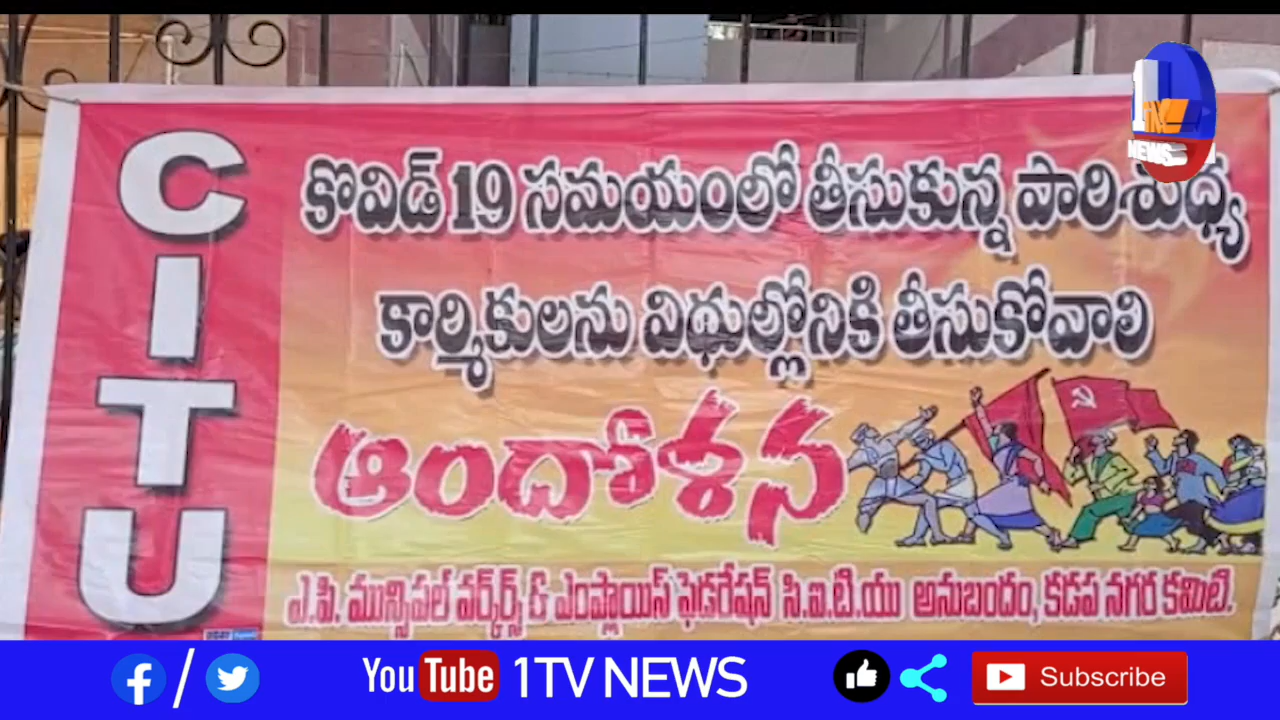 CITU
కొవిడ్ 19 సమయంలో తీసుకున్న పారిశుధ్య
కార్మికులను విధుల్లోనికి తీసుకోవాలి
ఆందోళన
ఎ.పి. మున్సిపల్ వర్కర్స్ & ఎంప్లాయిస్ ఫెడరేషన్ సి.ఐ.టి.యు అనుబంధం, కడప నగర కమిటి.
1TV
NEWS
YouTube 1TV NEWS
Subscribe